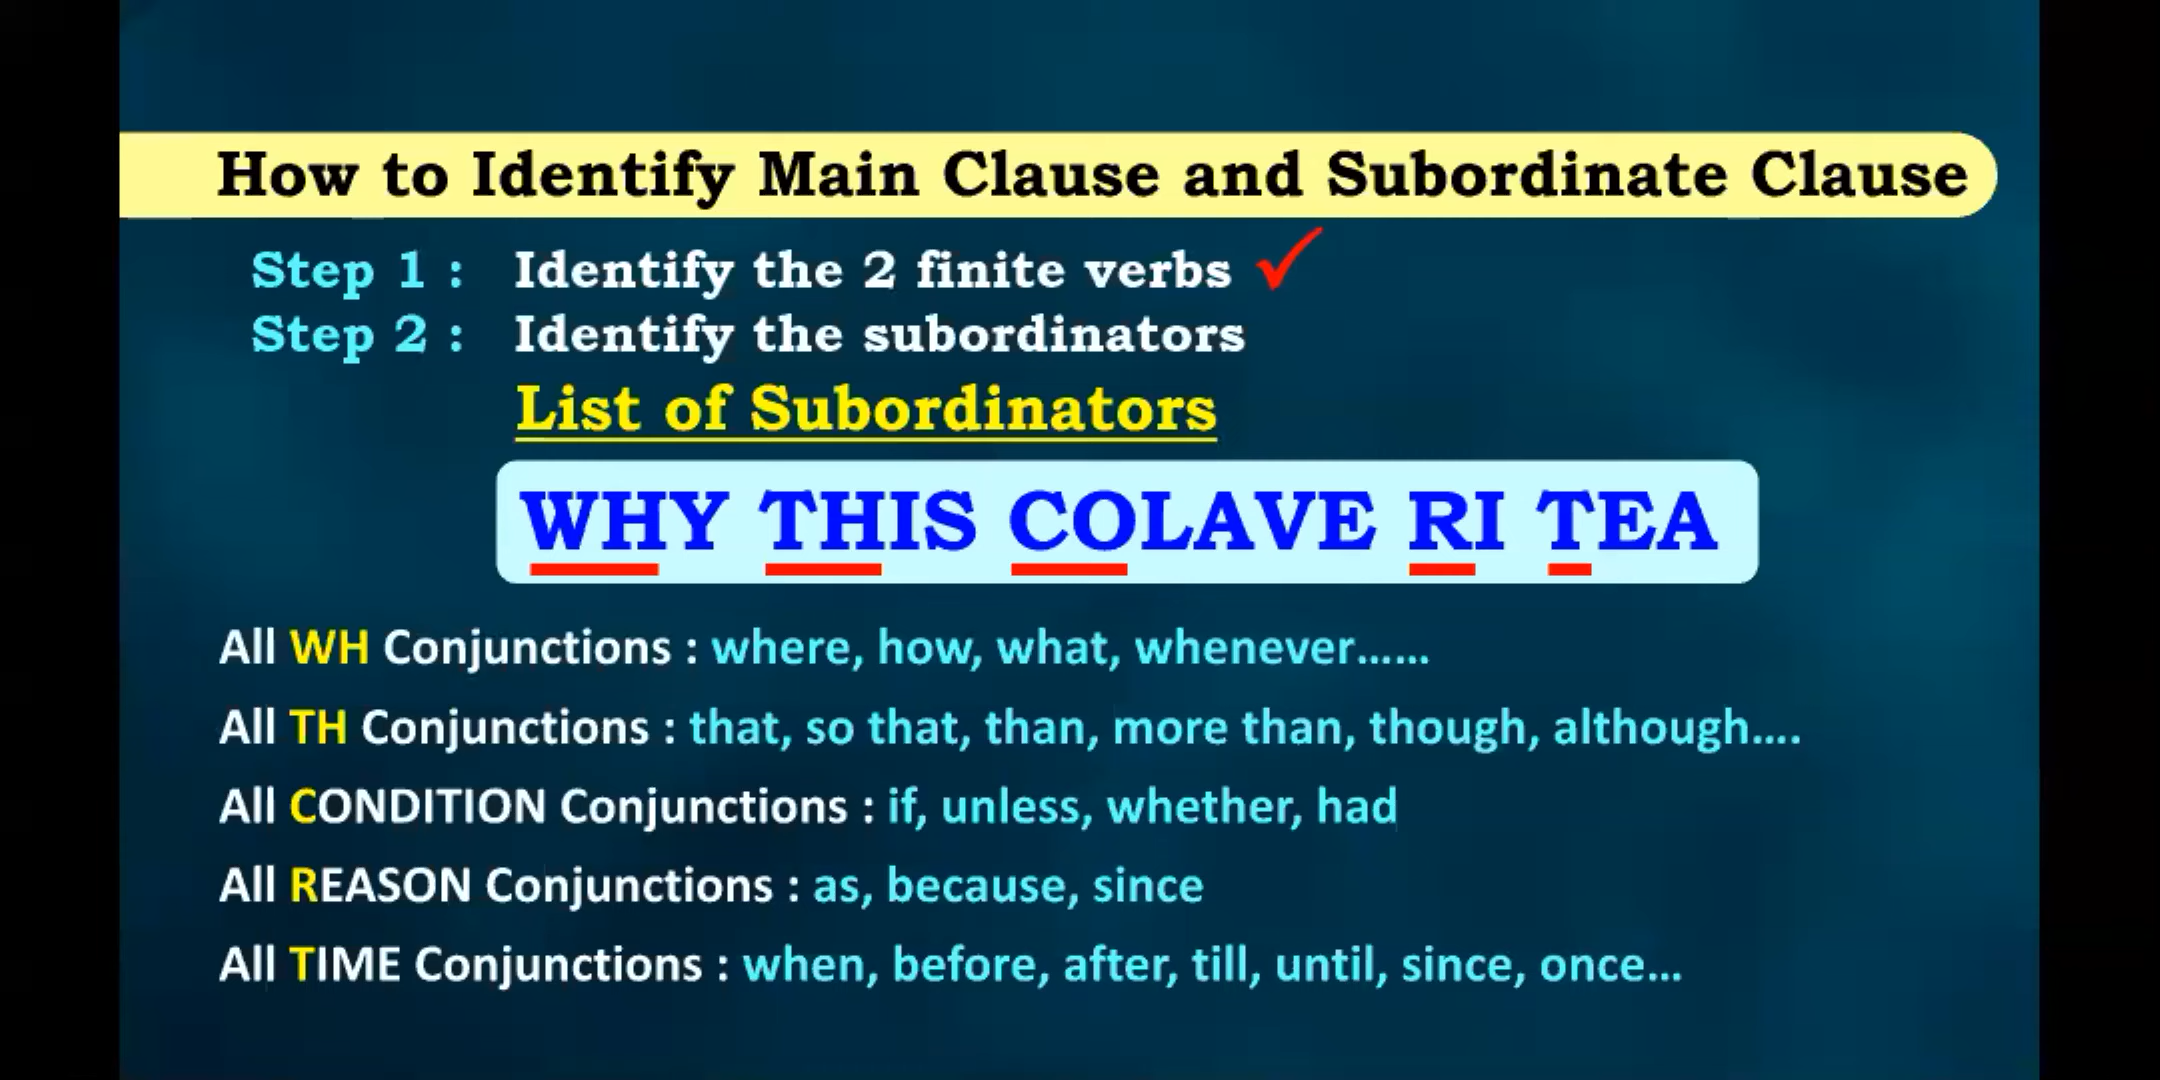 How to Identify Main Clause and Subordinate Clause
Step 1 : Identify the 2 finite verbs ✓
Step 2 : Identify the subordinators
List of Subordinators
WHY THIS COLAVE RI TEA
All WH Conjunctions : where, how, what, whenever......
All TH Conjunctions : that, so that, than, more than, though, although....
All CONDITION Conjunctions : if, unless, whether, had
All REASON Conjunctions : as, because, since
All TIME Conjunctions : when, before, after, till, until, since, once...